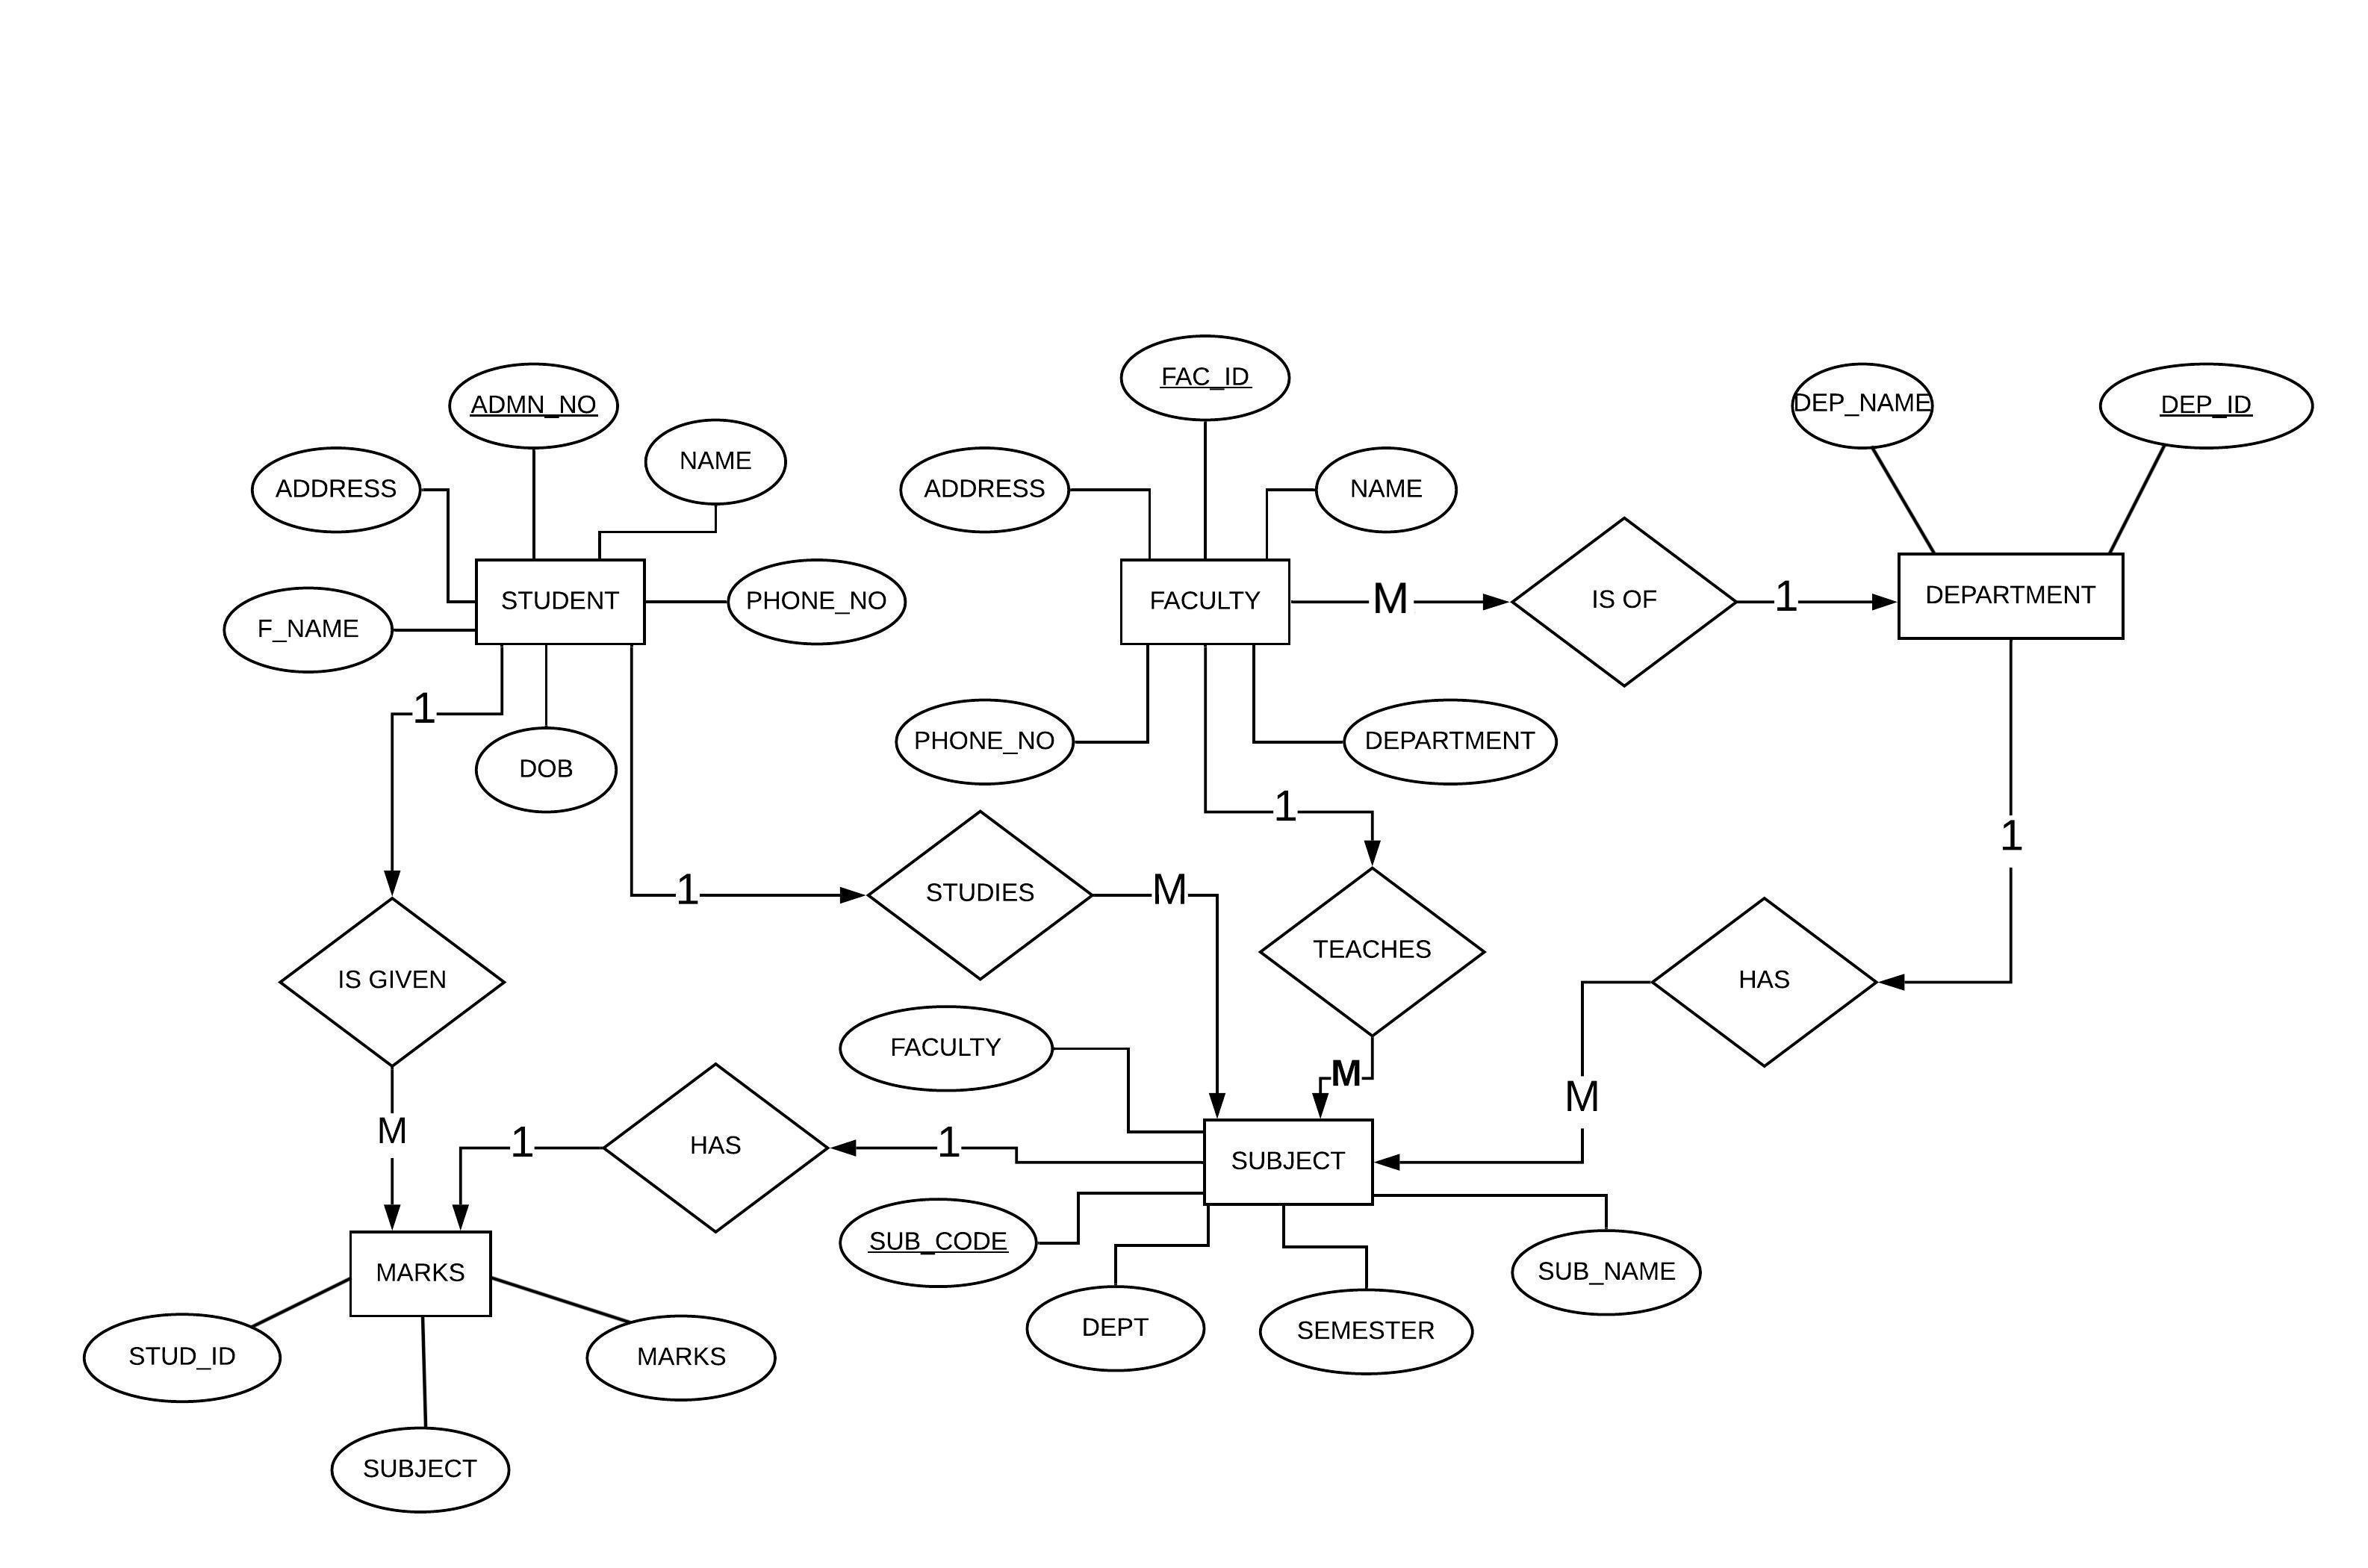 FAC_ID
ADMN_NO
DEP_NAME
DEP_ID
NAME
ADDRESS
ADDRESS
NAME
STUDENT
PHONE_NO
FACULTY
M
IS OF
1
DEPARTMENT
F_NAME
1
PHONE_NO
DEPARTMENT
DOB
1
1
1
STUDIES
M
TEACHES
IS GIVEN
HAS
FACULTY
M
M
M
1
HAS
1
SUBJECT
SUB_CODE
MARKS
SUB_NAME
DEPT
SEMESTER
STUD_ID
MARKS
SUBJECT